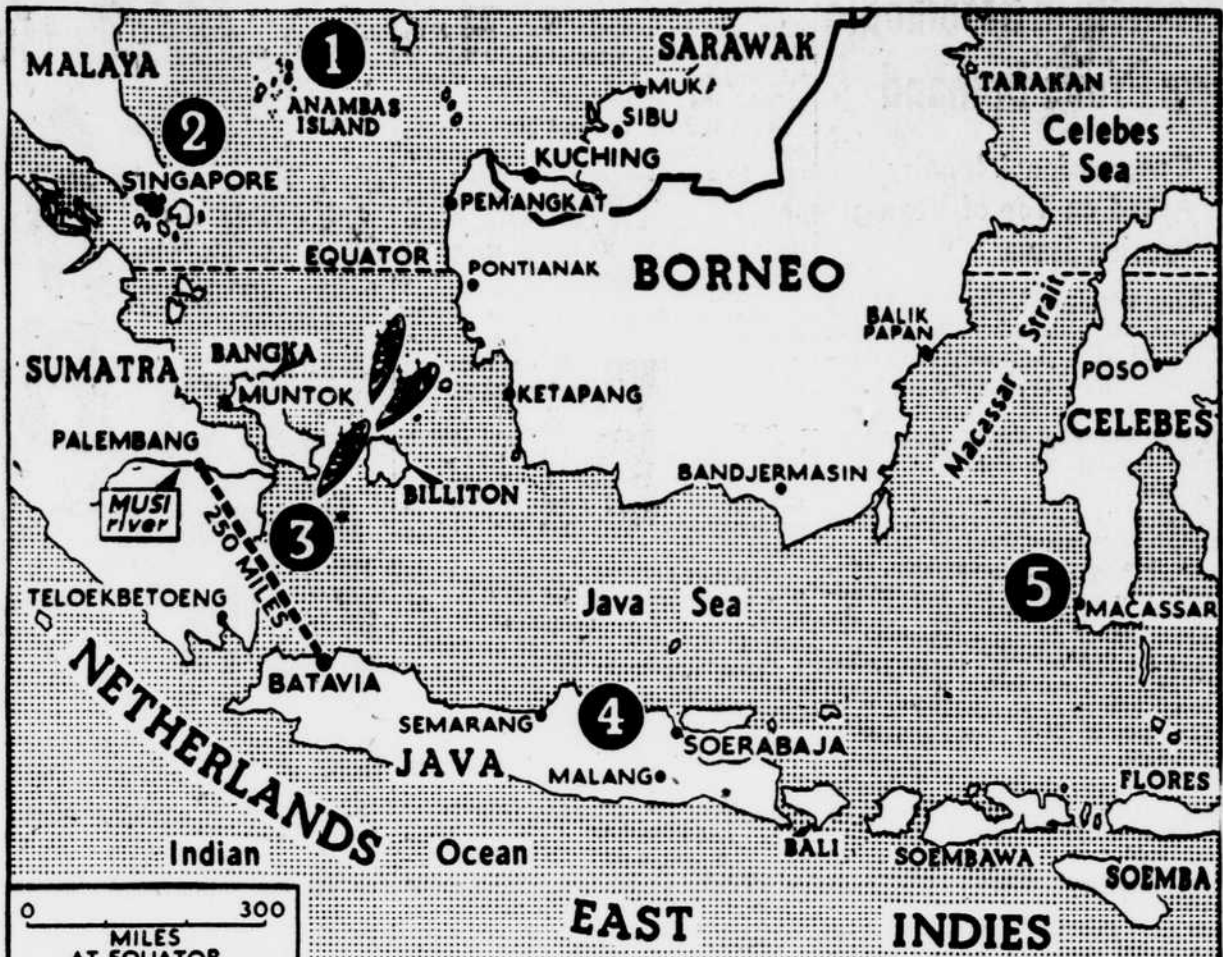 MALAYA
1
ANAMBAS
ISLAND
SARAWAK
MUKA
SIBU
KUCHING
TARAKAN
Celebes
Sea
2
SINGAPORE
PEMANGKAT
EQUATOR
PONTIANAK
BORNEO
BALIK
PAPAN
Macassar Strait
POSO
CELEBES
SUMATRA
BANGKA
MUNTOK
KETAPANG
PALEMBANG
MUSI
river
BILLITON
BANDJERMASIN
250 MILES
3
TELOEKBETOENG
Java Sea
5
MACASSAR
BATAVIA
SEMARANG
4
SOERABAJA
JAVA
MALANG
FLORES
NETHERLANDS
Indian Ocean
BALI
SOEMBAWA
SOEMBA
EAST INDIES
0 300
MILES
AT EQUATOR